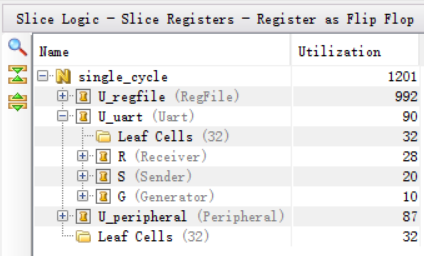 Slice Logic - Slice Registers - Register as Flip Flop
Name Utilization
single_cycle 1201
U_regfile (RegFile) 992
U_uart (Uart) 90
Leaf Cells (32) 32
R (Receiver) 28
S (Sender) 20
G (Generator) 10
U_peripheral (Peripheral) 87
Leaf Cells (32) 32